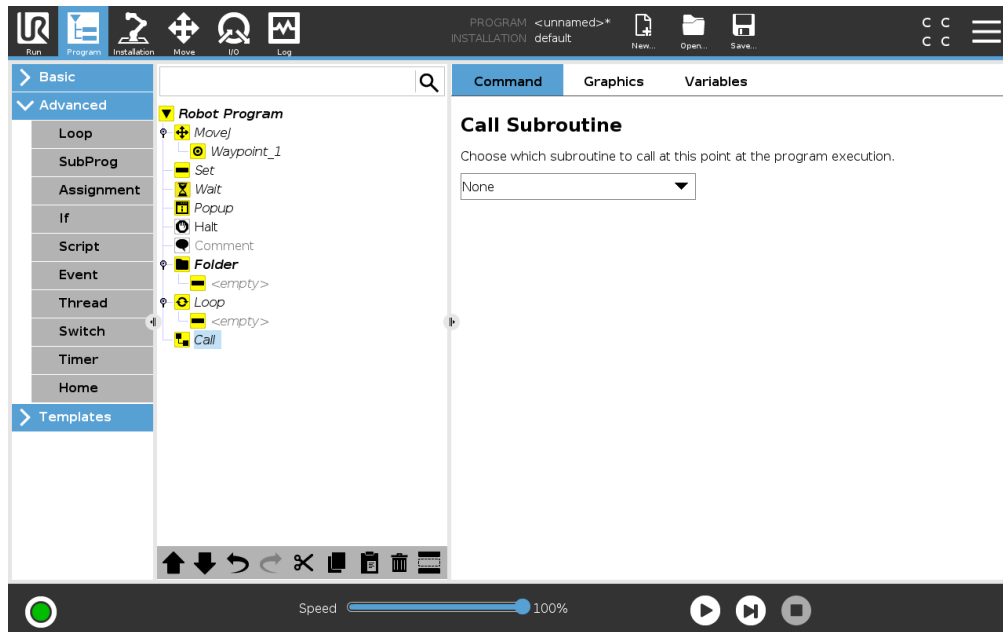 UR
Run
Program
Installation
Move
I/O
Log
PROGRAM <unnamed>*
INSTALLATION default
New...
Open...
Save...
C C
C C
Basic
Advanced
Loop
SubProg
Assignment
If
Script
Event
Thread
Switch
Timer
Home
Templates
Robot Program
MoveJ
Waypoint_1
Set
Wait
Popup
Halt
Comment
Folder
<empty>
Loop
<empty>
Call
Command Graphics Variables
Call Subroutine
Choose which subroutine to call at this point at the program execution.
None
Speed 100%